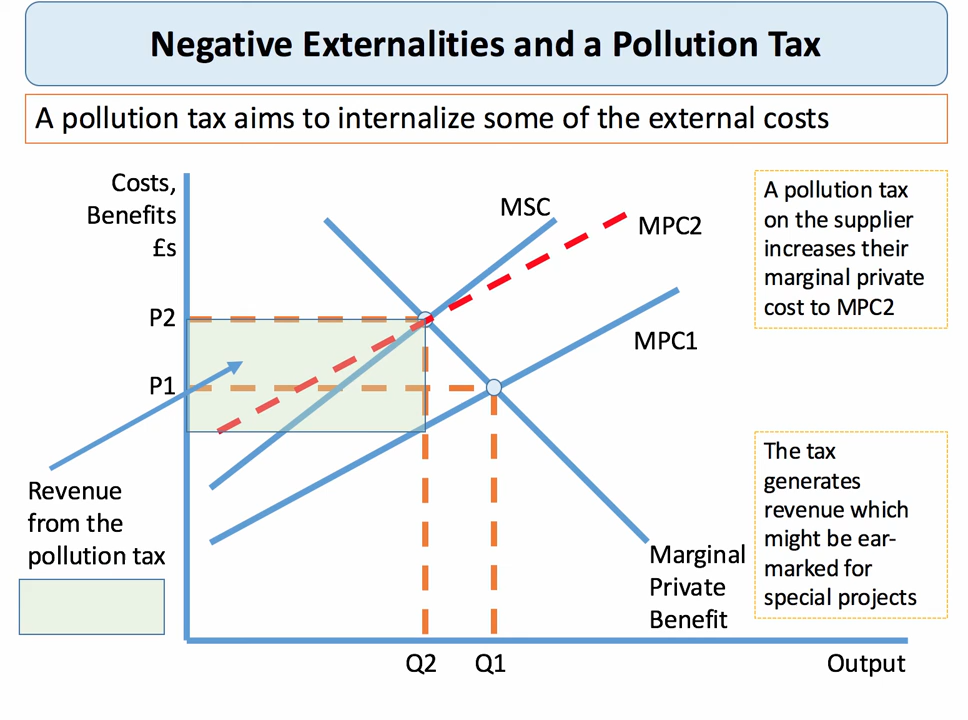 Negative Externalities and a Pollution Tax
A pollution tax aims to internalize some of the external costs
Costs,
Benefits
£s
MSC
MPC2
A pollution tax
on the supplier
increases their
marginal private
cost to MPC2
P2
MPC1
P1
Revenue
from the
pollution tax
The tax
generates
revenue which
might be ear-
marked for
special projects
Marginal
Private
Benefit
Q2
Q1
Output